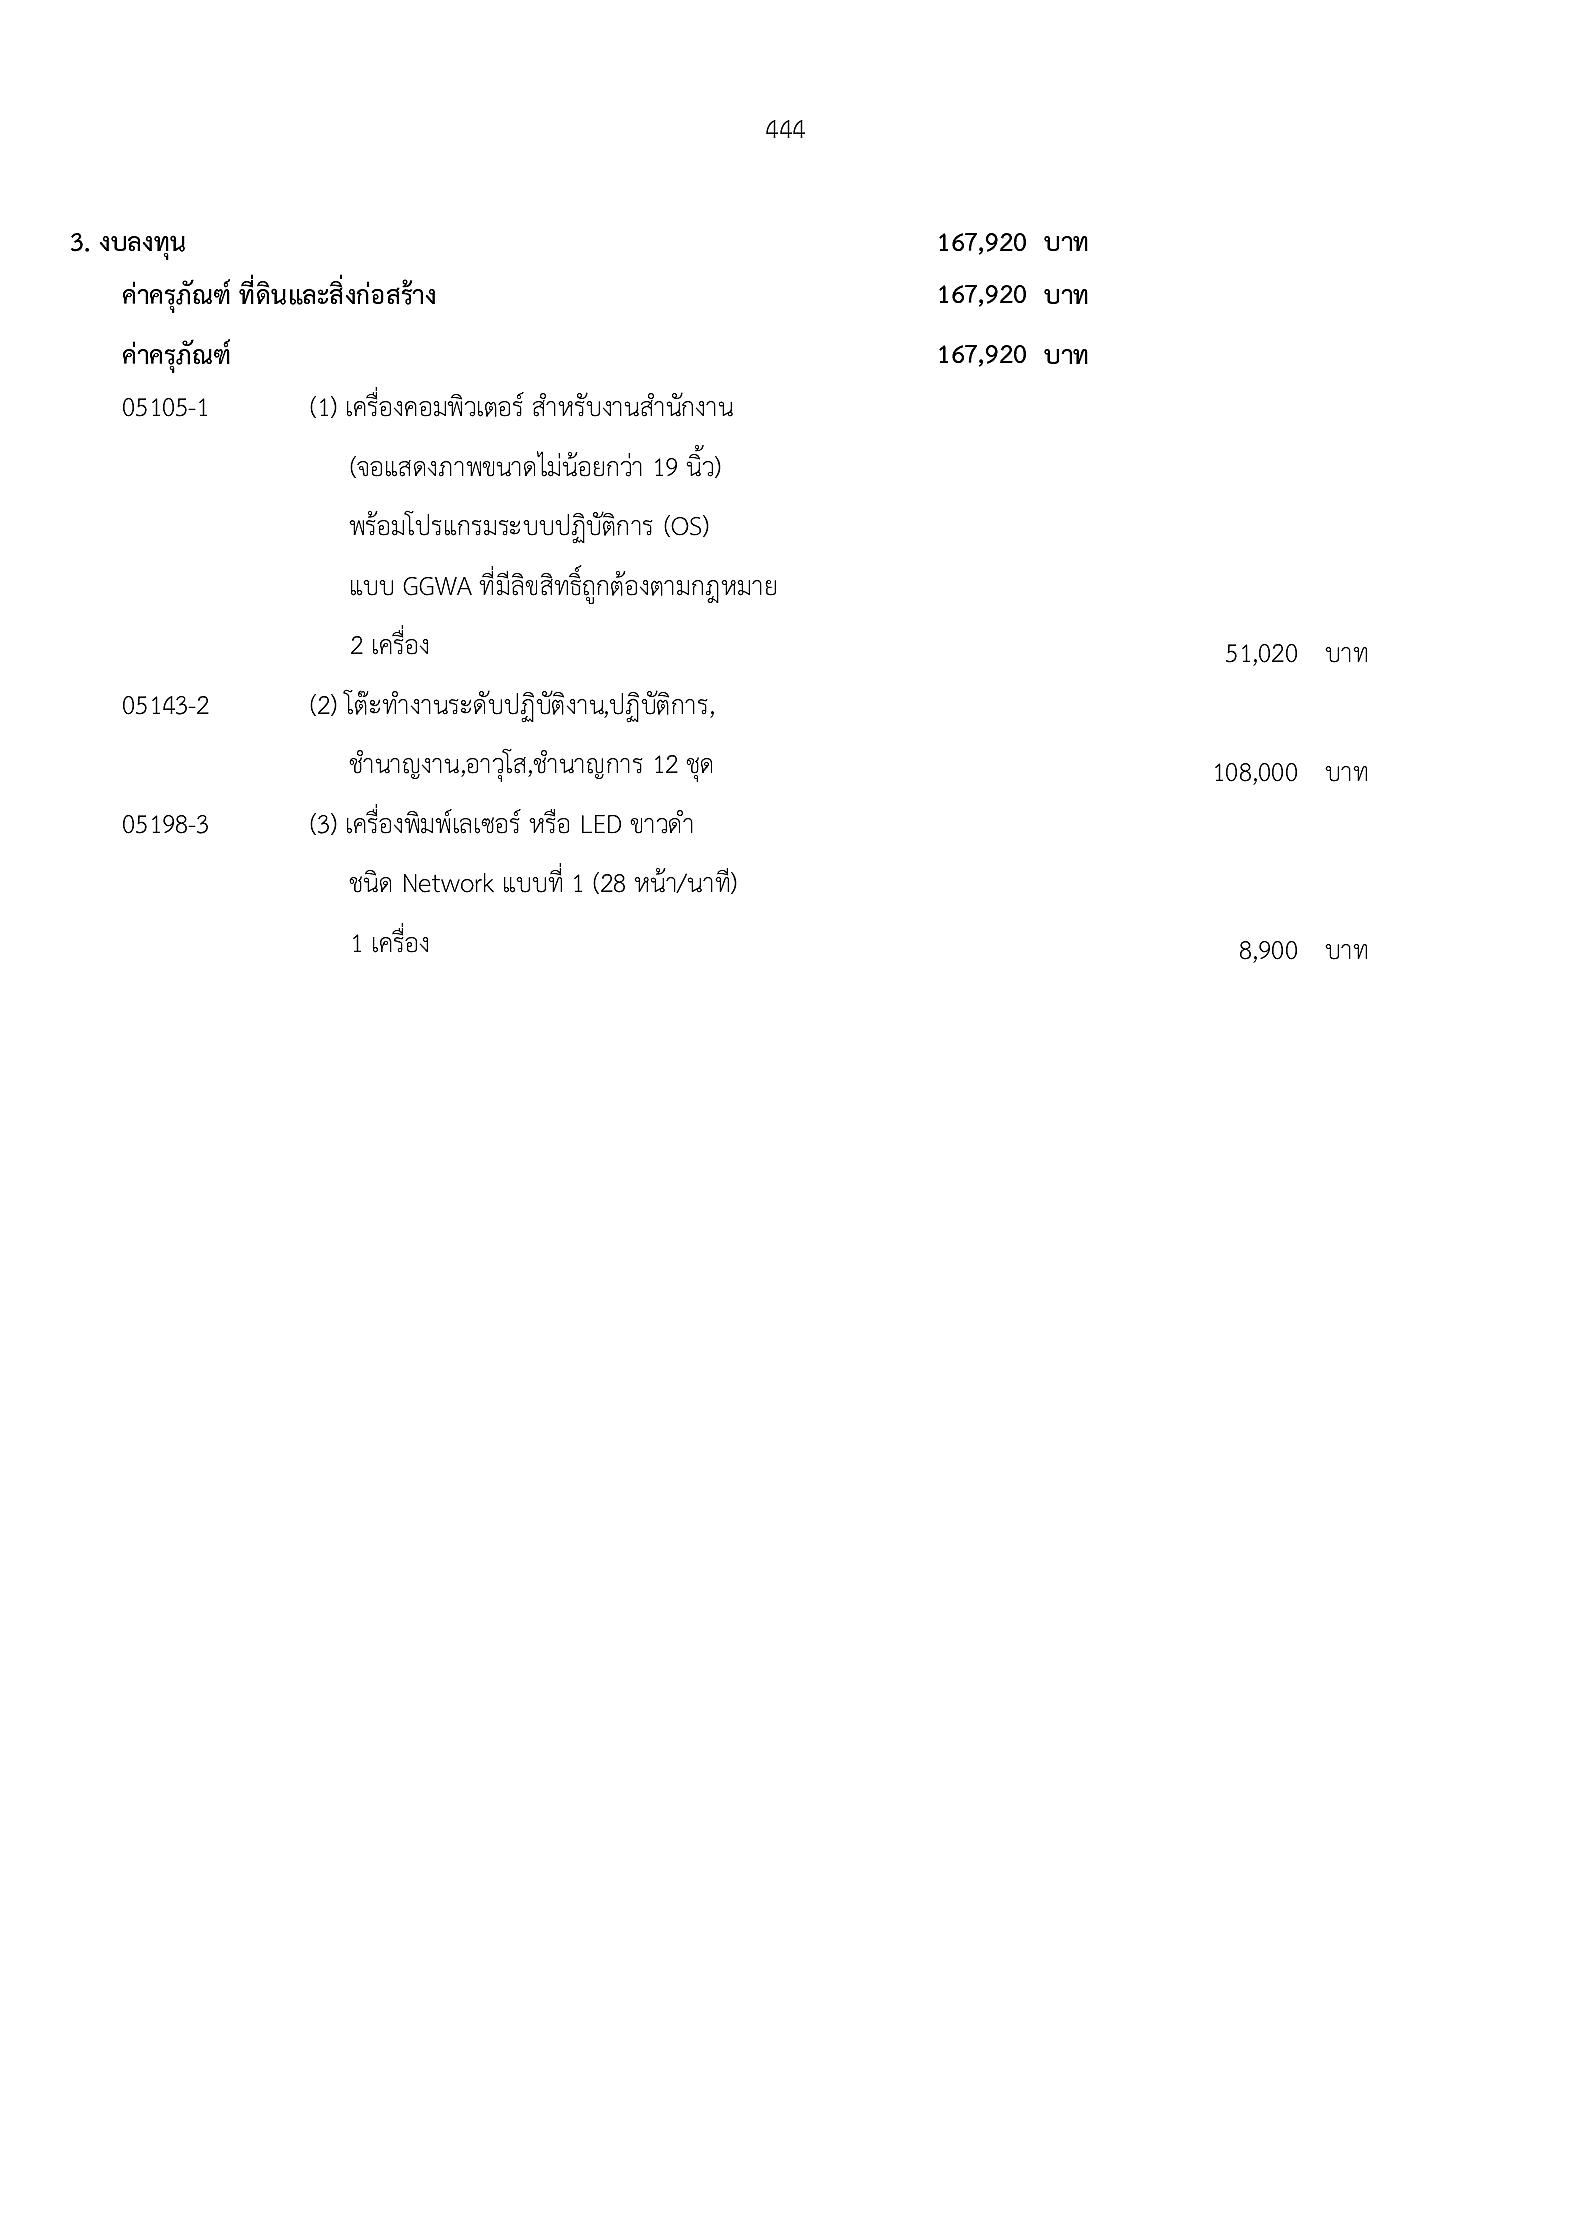 444
3. งบลงทุน 167,920 บาท
ค่าครุภัณฑ์ ที่ดินและสิ่งก่อสร้าง 167,920 บาท
ค่าครุภัณฑ์ 167,920 บาท
05105-1 (1) เครื่องคอมพิวเตอร์ สำหรับงานสำนักงาน
(จอแสดงภาพขนาดไม่น้อยกว่า 19 นิ้ว)
พร้อมโปรแกรมระบบปฏิบัติการ (OS)
แบบ GGWA ที่มีลิขสิทธิ์ถูกต้องตามกฎหมาย
2 เครื่อง 51,020 บาท
05143-2 (2) โต๊ะทำงานระดับปฏิบัติงาน,ปฏิบัติการ,
ชำนาญงาน,อาวุโส,ชำนาญการ 12 ชุด 108,000 บาท
05198-3 (3) เครื่องพิมพ์เลเซอร์ หรือ LED ขาวดำ
ชนิด Network แบบที่ 1 (28 หน้า/นาที)
1 เครื่อง 8,900 บาท